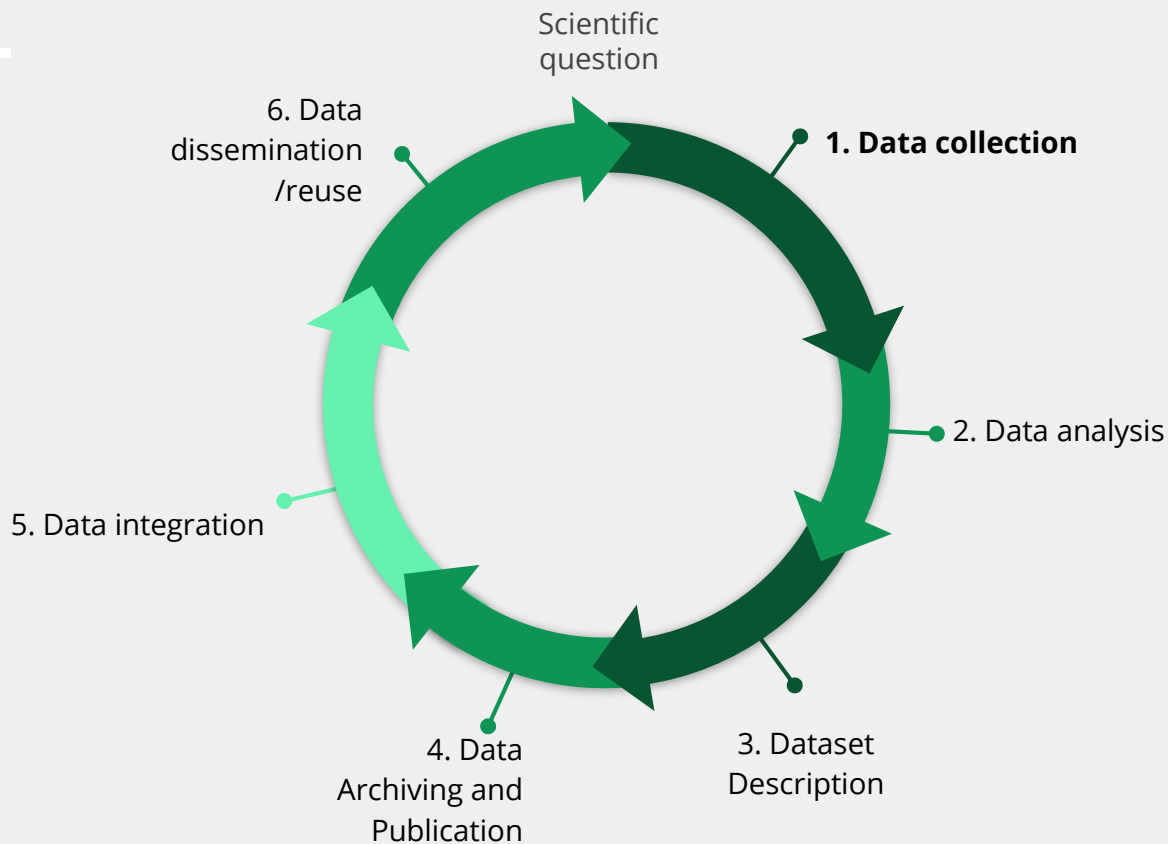 Scientific
question
1. Data collection
2. Data analysis
3. Dataset
Description
4. Data
Archiving and
Publication
5. Data integration
6. Data
dissemination
/reuse